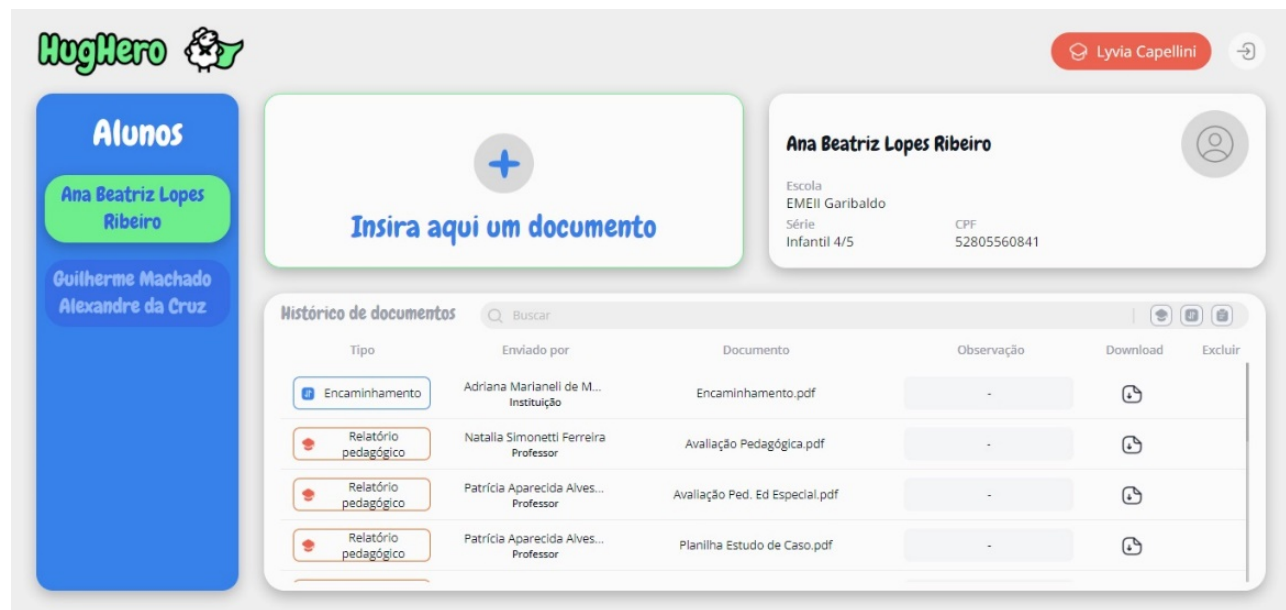 HugHero
Lyvia Capellini
Alunos
Ana Beatriz Lopes
Ribeiro
Guilherme Machado
Alexandre da Cruz
Insira aqui um documento
Ana Beatriz Lopes Ribeiro
Escola
EMEII Garibaldo
Série CPF
Infantil 4/5 52805560841
Histórico de documentos Buscar
Tipo Enviado por Documento Observação Download Excluir
Encaminhamento Adriana Marianeli de M... Encaminhamento.pdf -
Instituição
Relatório pedagógico Natalia Simonetti Ferreira Avaliação Pedagógica.pdf -
Professor
Relatório pedagógico Patrícia Aparecida Alves... Avaliação Ped. Ed Especial.pdf -
Professor
Relatório pedagógico Patrícia Aparecida Alves... Planilha Estudo de Caso.pdf -
Professor